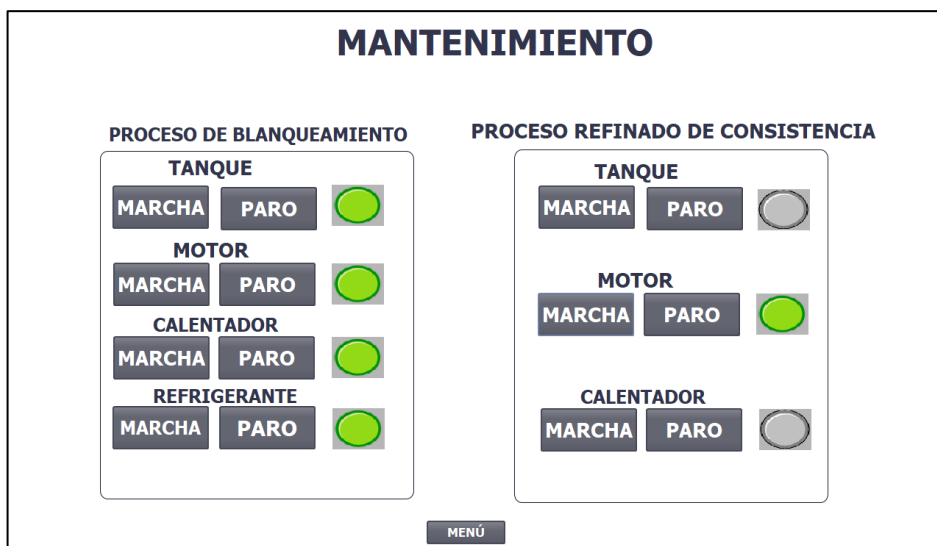 MANTENIMIENTO
PROCESO DE BLANQUEAMIENTO
TANQUE
MARCHA PARO
MOTOR
MARCHA PARO
CALENTADOR
MARCHA PARO
REFRIGERANTE
MARCHA PARO
PROCESO REFINADO DE CONSISTENCIA
TANQUE
MARCHA PARO
MOTOR
MARCHA PARO
CALENTADOR
MARCHA PARO
MENÚ